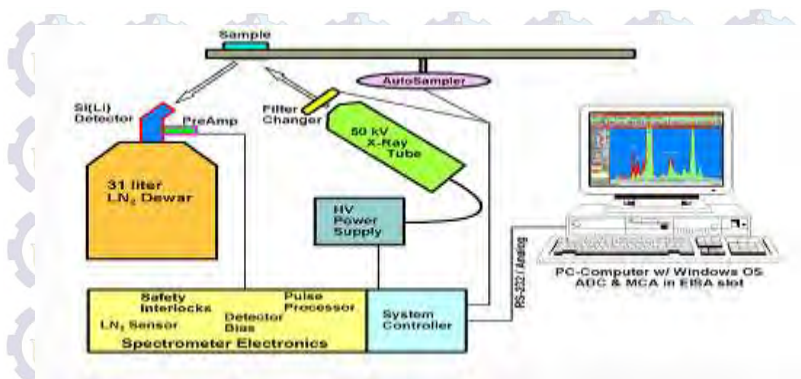 Sample
AutoSampler
Si(Li)
Detector
PreAmp
Filter
Changer
50 kV
X-Ray
Tube
31 liter
LN₂ Dewar
HV
Power
Supply
RS-232 / Analog
PC-Computer w/ Windows OS
ADC & MCA in EISA slot
Safety
Interlocks
Pulse
Processor
LN₂ Sensor
Detector
Bias
Spectrometer Electronics
System
Controller